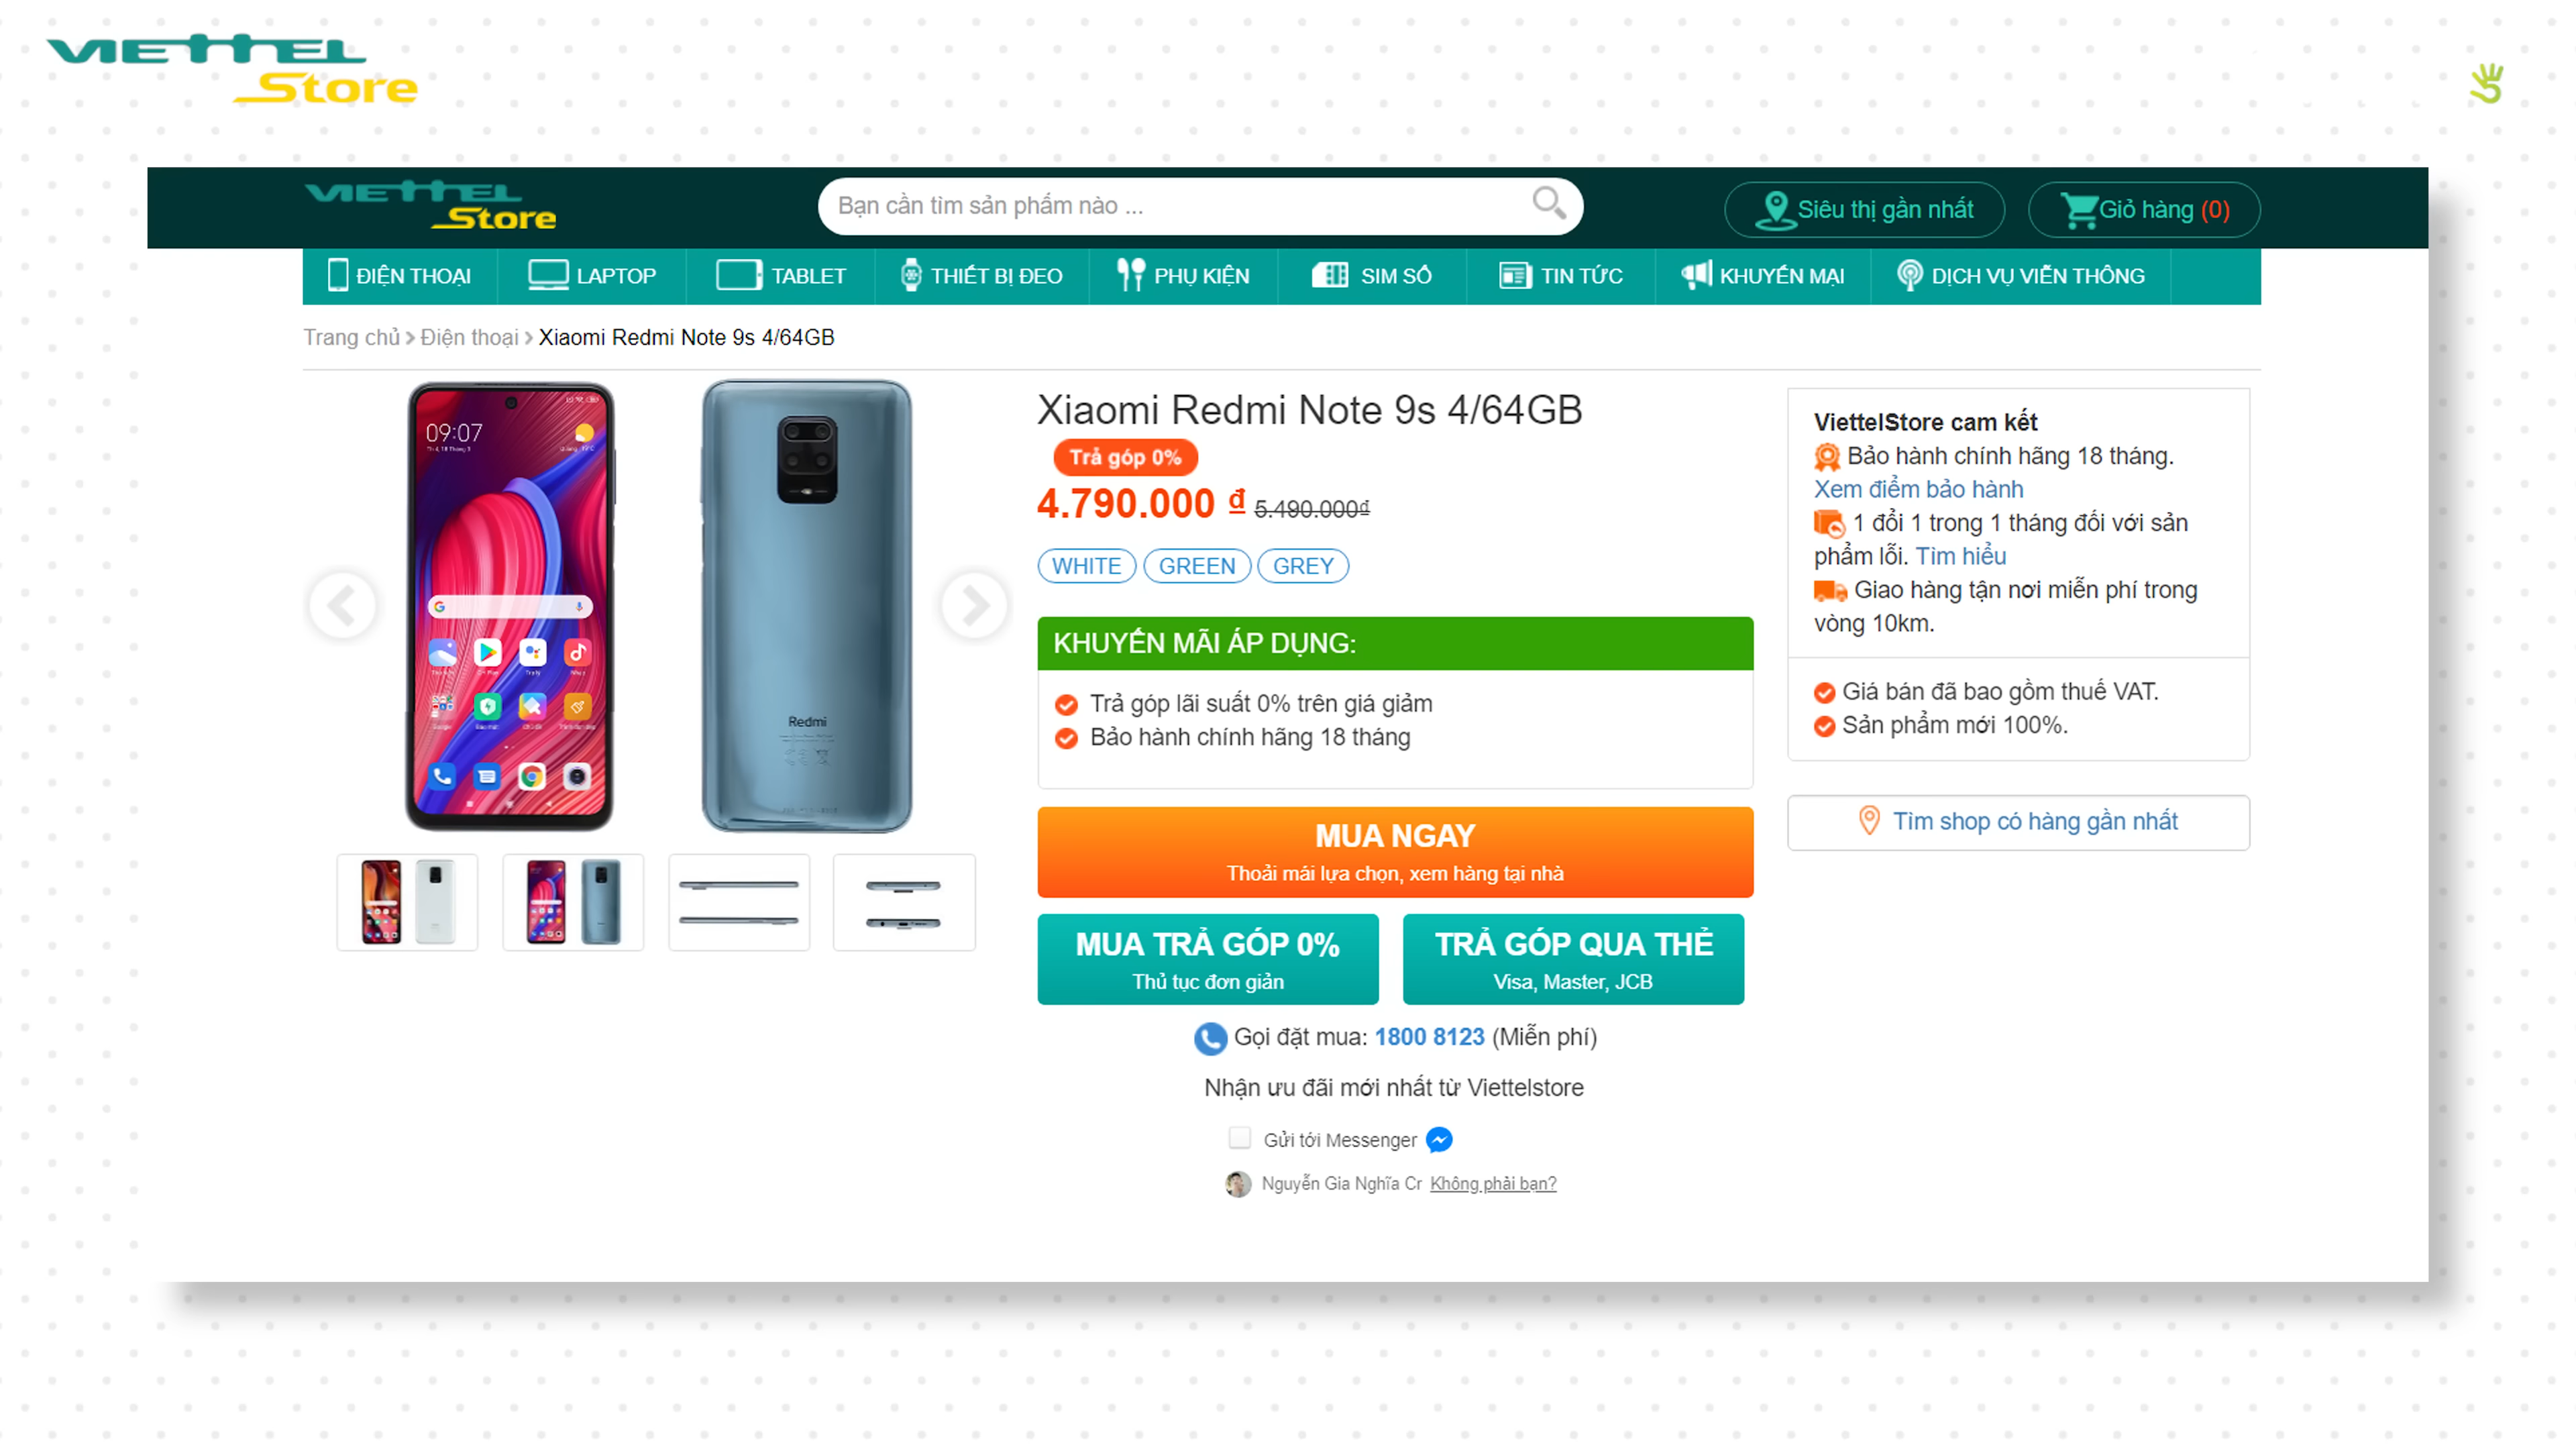 VIETTEL
Store
VIETTEL
Store
Bạn cần tìm sản phẩm nào ...
Siêu thị gần nhất
Giỏ hàng (0)
ĐIỆN THOẠI
LAPTOP
TABLET
THIẾT BỊ ĐEO
PHỤ KIỆN
SIM SỐ
TIN TỨC
KHUYẾN MẠI
DỊCH VỤ VIỄN THÔNG
Trang chủ > Điện thoại > Xiaomi Redmi Note 9s 4/64GB
09:07
Redmi
Xiaomi Redmi Note 9s 4/64GB
Trả góp 0%
4.790.000 ₫ 5.490.000₫
WHITE GREEN GREY
KHUYẾN MÃI ÁP DỤNG:
Trả góp lãi suất 0% trên giá giảm
Bảo hành chính hãng 18 tháng
MUA NGAY
Thoải mái lựa chọn, xem hàng tại nhà
MUA TRẢ GÓP 0%
Thủ tục đơn giản
TRẢ GÓP QUA THẺ
Visa, Master, JCB
Gọi đặt mua: 1800 8123 (Miễn phí)
Nhận ưu đãi mới nhất từ Viettelstore
Gửi tới Messenger
Nguyễn Gia Nghĩa Cr Không phải bạn?
ViettelStore cam kết
Bảo hành chính hãng 18 tháng.
Xem điểm bảo hành
1 đổi 1 trong 1 tháng đối với sản
phẩm lỗi. Tìm hiểu
Giao hàng tận nơi miễn phí trong
vòng 10km.
Giá bán đã bao gồm thuế VAT.
Sản phẩm mới 100%.
Tìm shop có hàng gần nhất